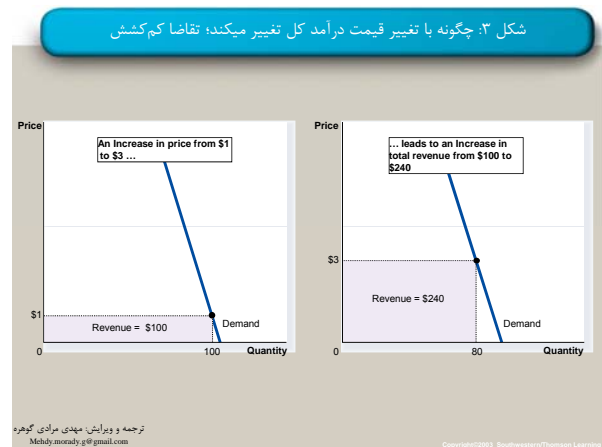 شکل ۳: چگونه با تغییر قیمت درآمد کل تغییر میکند؛ تقاضا کم‌کشش
Price
An Increase in price from $1
to $3 …
$1
Revenue = $100
Demand
0
100
Quantity
Price
… leads to an Increase in
total revenue from $100 to
$240
$3
Revenue = $240
Demand
0
80
Quantity
ترجمه و ویرایش: مهدی مرادی گوهره
Mehdy.morady.g@gmail.com
Copyright©2003 Southwestern/Thomson Learning